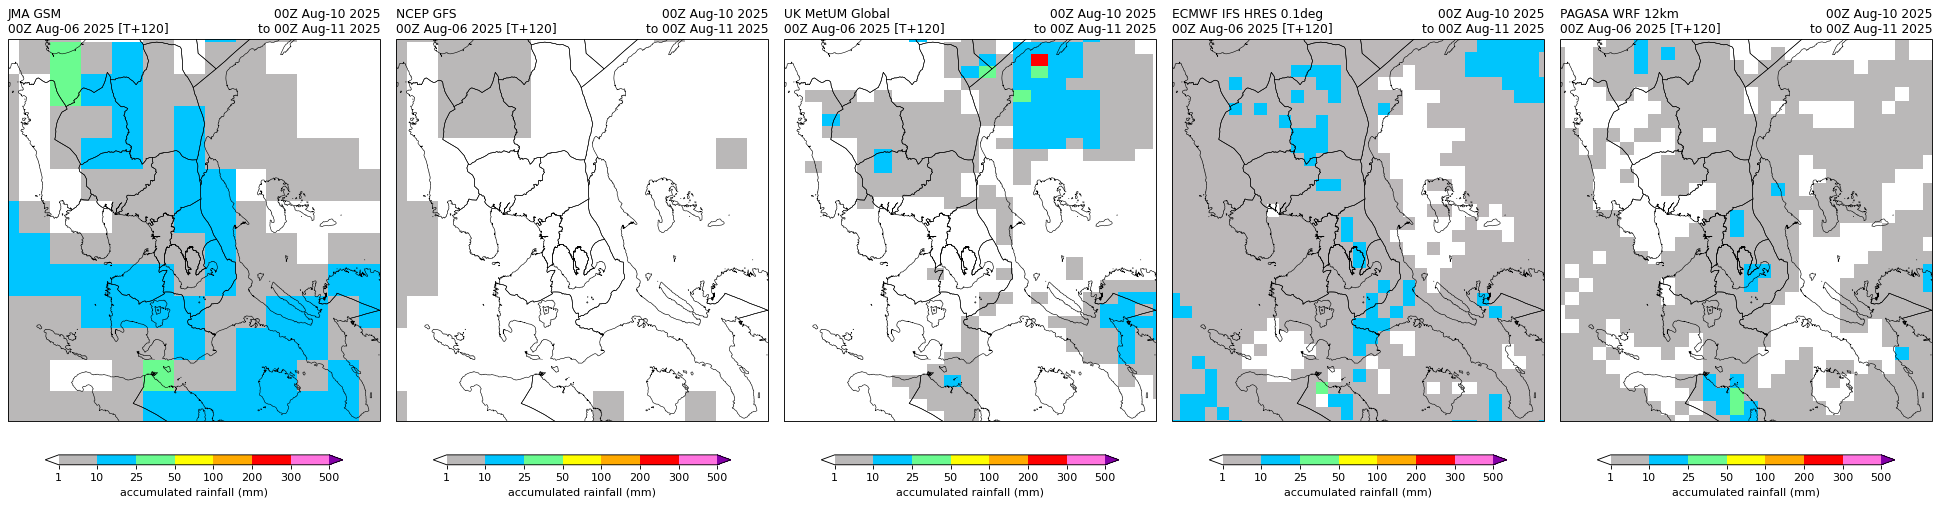 JMA GSM 00Z Aug-10 2025
00Z Aug-06 2025 [T+120] to 00Z Aug-11 2025
NCEP GFS 00Z Aug-10 2025
00Z Aug-06 2025 [T+120] to 00Z Aug-11 2025
UK MetUM Global 00Z Aug-10 2025
00Z Aug-06 2025 [T+120] to 00Z Aug-11 2025
ECMWF IFS HRES 0.1deg 00Z Aug-10 2025
00Z Aug-06 2025 [T+120] to 00Z Aug-11 2025
PAGASA WRF 12km 00Z Aug-10 2025
00Z Aug-06 2025 [T+120] to 00Z Aug-11 2025
1 10 25 50 100 200 300 500
accumulated rainfall (mm)
1 10 25 50 100 200 300 500
accumulated rainfall (mm)
1 10 25 50 100 200 300 500
accumulated rainfall (mm)
1 10 25 50 100 200 300 500
accumulated rainfall (mm)
1 10 25 50 100 200 300 500
accumulated rainfall (mm)